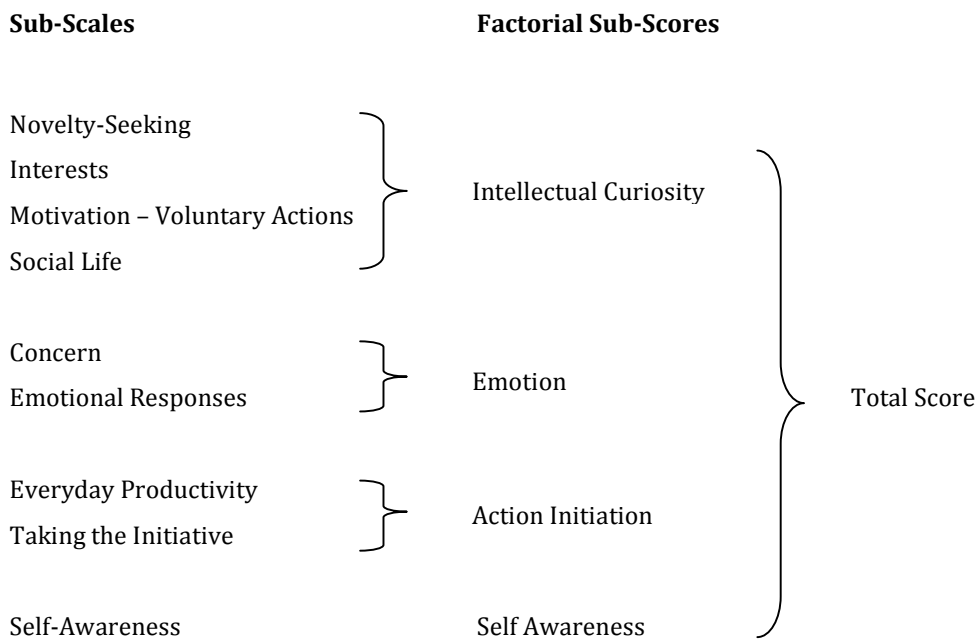 Sub-Scales
Factorial Sub-Scores
Novelty-Seeking
Interests
Motivation – Voluntary Actions
Social Life
Intellectual Curiosity
Concern
Emotional Responses
Emotion
Everyday Productivity
Taking the Initiative
Action Initiation
Self-Awareness
Self Awareness
Total Score